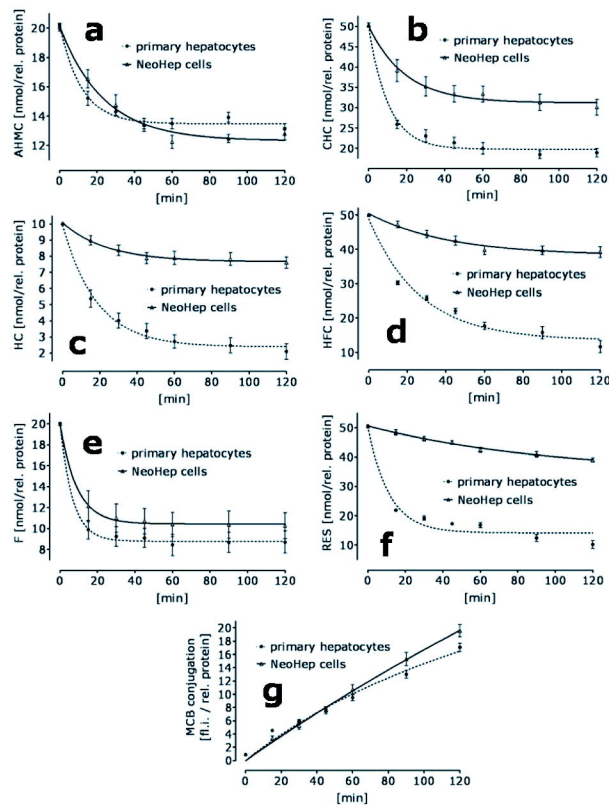 a
primary hepatocytes
NeoHep cells
AHMC [nmol/rel. protein]
20
18
16
14
12
0 20 40 60 80 100 120
[min]
b
primary hepatocytes
NeoHep cells
CHC [nmol/rel. protein]
50
40
30
20
0 20 40 60 80 100 120
[min]
c
primary hepatocytes
NeoHep cells
HC [nmol/rel. protein]
10
9
8
7
6
5
4
3
2
0 20 40 60 80 100 120
[min]
d
primary hepatocytes
NeoHep cells
HFC [nmol/rel. protein]
50
40
30
20
10
0 20 40 60 80 100 120
[min]
e
primary hepatocytes
NeoHep cells
F [nmol/rel. protein]
20
18
16
14
12
10
8
0 20 40 60 80 100 120
[min]
f
primary hepatocytes
NeoHep cells
RES [nmol/rel. protein]
50
40
30
20
10
0 20 40 60 80 100 120
[min]
g
primary hepatocytes
NeoHep cells
MCB conjugation
[f.i. / rel. protein]
20
18
16
14
12
10
8
6
4
2
0
0 20 40 60 80 100 120
[min]